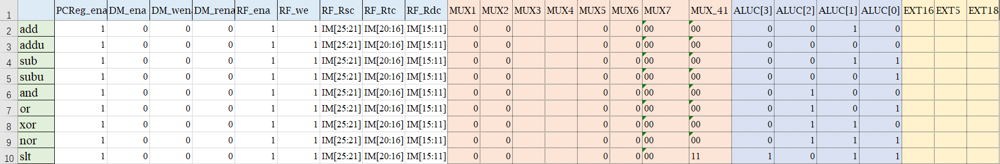 1 PCReg_ena DM_ena DM_wena DM_rena RF_ena RF_we RF_Rsc RF_Rtc RF_Rdc MUX1 MUX2 MUX3 MUX4 MUX5 MUX6 MUX7 MUX_41 ALUC[3] ALUC[2] ALUC[1] ALUC[0] EXT16 EXT5 EXT18
2 add 1 0 0 0 1 1 IM[25:21] IM[20:16] IM[15:11] 0 0 0 0 00 00 0 0 1 0
3 addu 1 0 0 0 1 1 IM[25:21] IM[20:16] IM[15:11] 0 0 0 0 00 00 0 0 0 0
4 sub 1 0 0 0 1 1 IM[25:21] IM[20:16] IM[15:11] 0 0 0 0 00 00 0 0 1 1
5 subu 1 0 0 0 1 1 IM[25:21] IM[20:16] IM[15:11] 0 0 0 0 00 00 0 0 0 1
6 and 1 0 0 0 1 1 IM[25:21] IM[20:16] IM[15:11] 0 0 0 0 00 00 0 1 0 0
7 or 1 0 0 0 1 1 IM[25:21] IM[20:16] IM[15:11] 0 0 0 0 00 00 0 1 0 1
8 xor 1 0 0 0 1 1 IM[25:21] IM[20:16] IM[15:11] 0 0 0 0 00 00 0 1 1 0
9 nor 1 0 0 0 1 1 IM[25:21] IM[20:16] IM[15:11] 0 0 0 0 00 00 0 1 1 1
10 slt 1 0 0 0 1 1 IM[25:21] IM[20:16] IM[15:11] 0 0 0 0 00 11 1 0 1 1